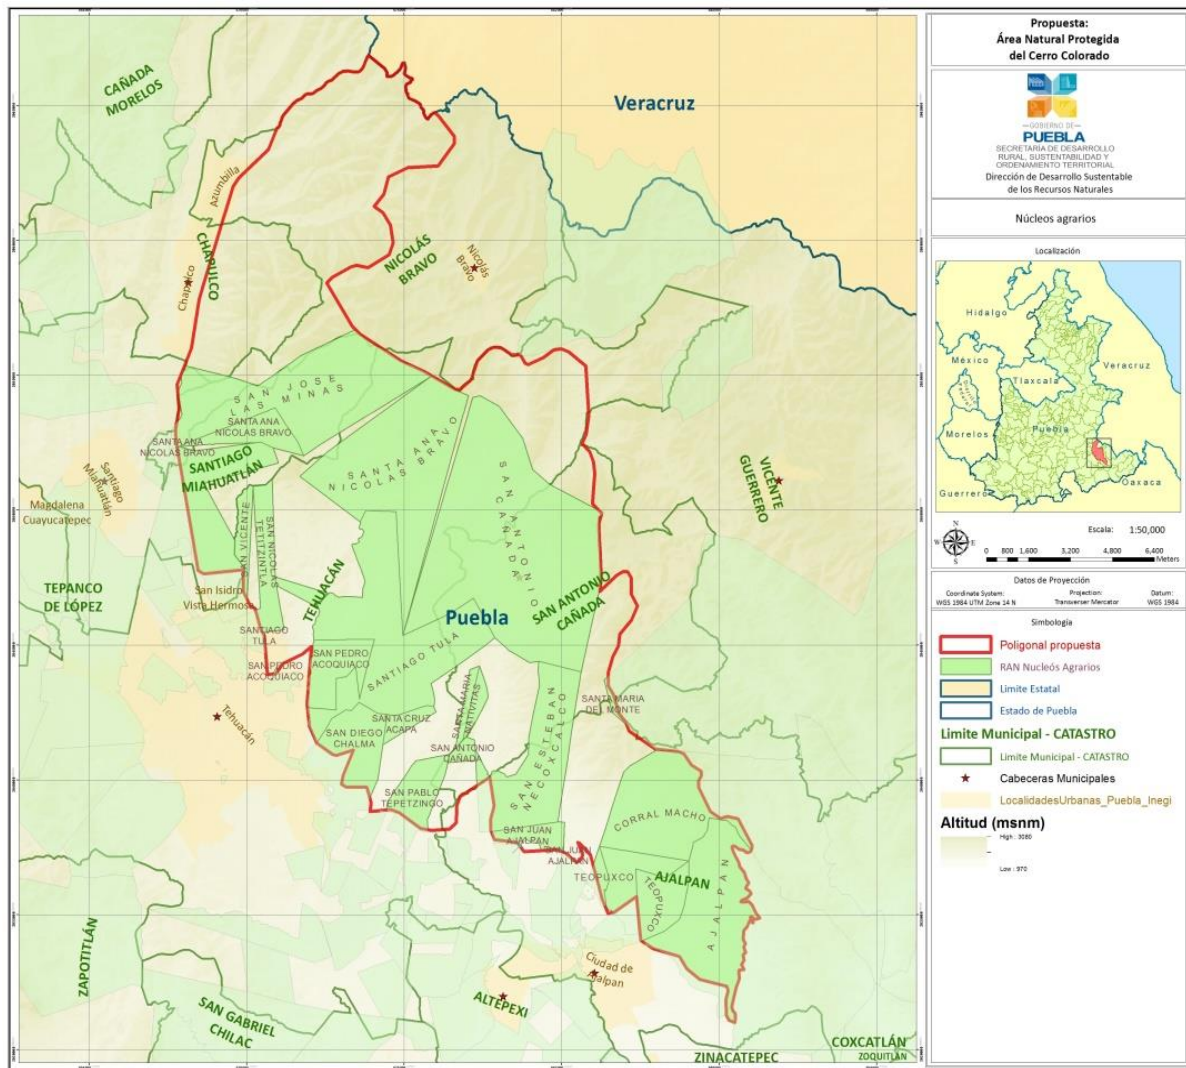 CAÑADA
MORELOS
Veracruz
Azumbilla
CHAPULCO
Chapulco
NICOLÁS
BRAVO
Nicolás
Bravo
SAN JOSE
LAS MINAS
SANTA ANA
NICOLAS BRAVO
SANTA ANA
NICOLAS BRAVO
SANTIAGO
MIAHUATLÁN
Santiago
Miahuatlán
Magdalena
Cuayucatepec
SANTA ANA
NICOLAS BRAVO
SAN ANTONIO
CAÑADA
VICENTE
GUERRERO
SAN VICENTE
SAN NICOLAS
TETITZINTLA
TEPANCO
DE LÓPEZ
San Isidro
Vista Hermosa
TEHUACÁN
SAN ANTONIO
CAÑADA
Puebla
SANTIAGO
TULA
SAN PEDRO
ACOQUIACO
SAN PEDRO
ACOQUIACO
SANTIAGO TULA
Tehuacán
SANTA MARIA
NATIVITAS
SANTA CRUZ
ACAPA
SAN DIEGO
CHALMA
SAN ANTONIO
CAÑADA
SAN ESTEBAN
NECOXCALCO
SANTA MARIA
DEL MONTE
SAN PABLO
TEPETZINGO
SAN JUAN
AJALPAN
SAN JUAN
AJALPAN
CORRAL MACHO
TEOPUXCO
TEOPUXCO
AJALPAN
AJALPAN
ZAPOTITLÁN
SAN GABRIEL
CHILAC
ALTEPEXI
Ciudad de
Ajalpan
ZINACATEPEC
COXCATLÁN
ZOQUITLÁN
Propuesta:
Área Natural Protegida
del Cerro Colorado
GOBIERNO DE
PUEBLA
SECRETARÍA DE DESARROLLO
RURAL, SUSTENTABILIDAD Y
ORDENAMIENTO TERRITORIAL
Dirección de Desarrollo Sustentable
de los Recursos Naturales
Núcleos agrarios
Localización
Hidalgo
México
Tlaxcala
Veracruz
Morelos
Puebla
Guerrero
Oaxaca
N
W E
S
Escala: 1:50,000
0 800 1,600 3,200 4,800 6,400
Meters
Datos de Proyección
Coordinate System:
WGS 1984 UTM Zone 14 N
Projection:
Transverser Mercator
Datum:
WGS 1984
Simbología
Poligonal propuesta
RAN Nucleós Agrarios
Limite Estatal
Estado de Puebla
Limite Municipal - CATASTRO
Limite Municipal - CATASTRO
Cabeceras Municipales
LocalidadesUrbanas_Puebla_Inegi
Altitud (msnm)
High : 3080
Low : 970